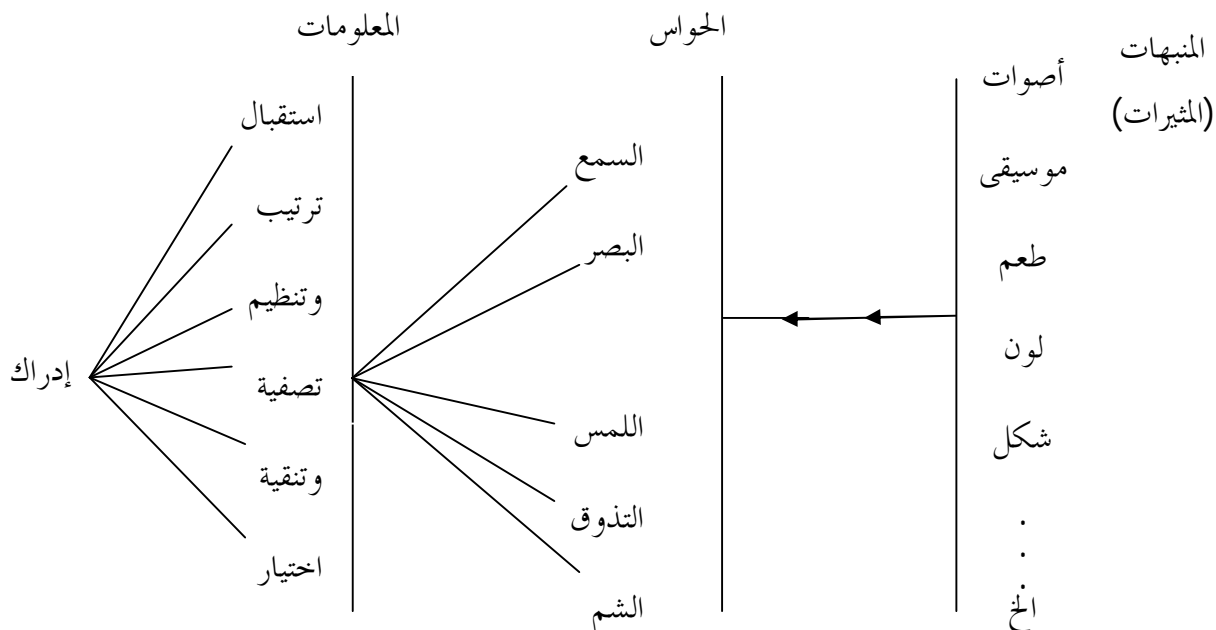 المنبهات
(المثيرات)
أصوات
موسيقى
طعم
لون
شكل
.
.
.
الخ
الحواس
السمع
البصر
اللمس
التذوق
الشم
المعلومات
استقبال
ترتيب
وتنظيم
تصفية
وتنقية
اختيار
إدراك